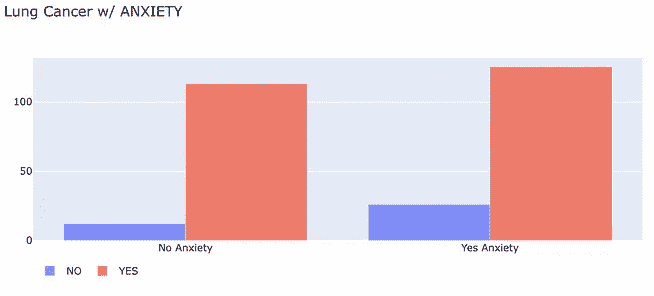 Lung Cancer w/ ANXIETY
100
50
0
No Anxiety Yes Anxiety
NO YES